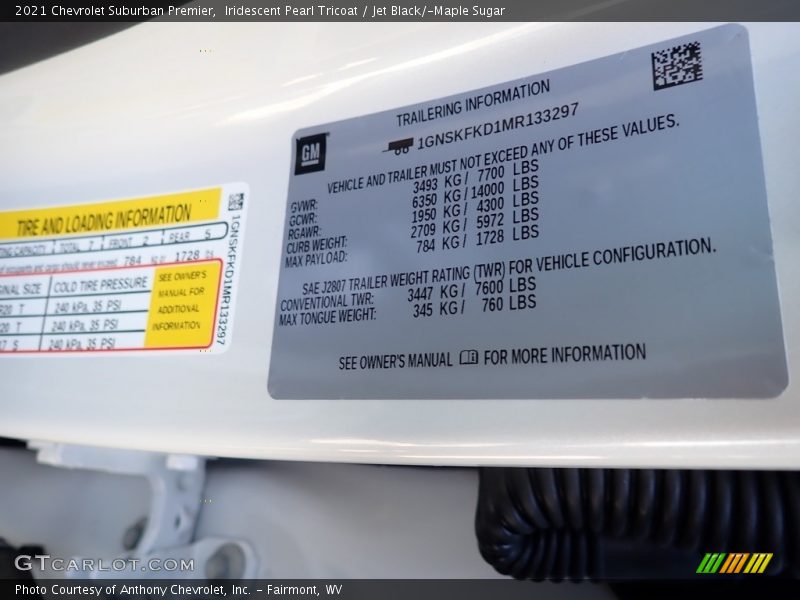 2021 Chevrolet Suburban Premier,  Iridescent Pearl Tricoat / Jet Black/-Maple Sugar
TRAILERING INFORMATION
GM
1GNSKFKD1MR133297
VEHICLE AND TRAILER MUST NOT EXCEED ANY OF THESE VALUES.
GVWR: 3493 KG / 7700 LBS
GCWR: 6350 KG / 14000 LBS
RGAWR: 1950 KG / 4300 LBS
CURB WEIGHT: 2709 KG / 5972 LBS
MAX PAYLOAD: 784 KG / 1728 LBS
SAE J2807 TRAILER WEIGHT RATING (TWR) FOR VEHICLE CONFIGURATION.
CONVENTIONAL TWR: 3447 KG / 7600 LBS
MAX TONGUE WEIGHT: 345 KG / 760 LBS
SEE OWNER'S MANUAL FOR MORE INFORMATION
TIRE AND LOADING INFORMATION
CAPACITY TOTAL 7 FRONT 2 REAR 5
784 1728
SIZE COLD TIRE PRESSURE
T 240 kPa, 35 PSI
T 240 kPa, 35 PSI
S 240 kPa, 35 PSI
SEE OWNER'S
MANUAL FOR
ADDITIONAL
INFORMATION
1GNSKFKD1MR133297
GTCARLOT.COM
Photo Courtesy of Anthony Chevrolet, Inc. – Fairmont, WV